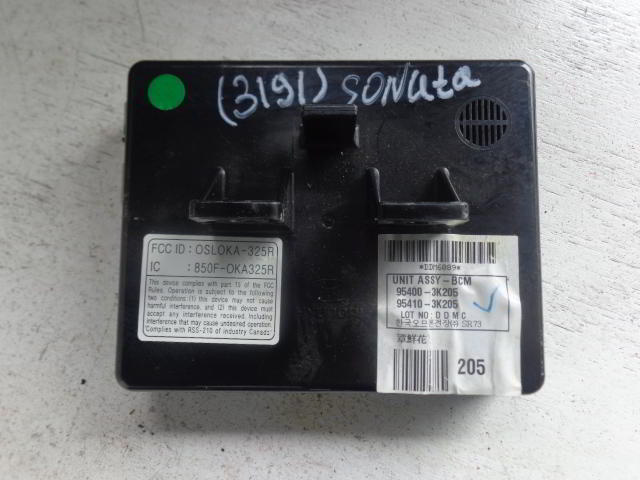 (3191) SONata
FCC ID : OSLOKA-325R
IC : 850F-OKA325R
This device complies with part 15 of the FCC
Rules. Operation is subject to the following
two conditions: (1) this device may not cause
harmful interference, and (2) this device must
accept any interference received, including
interference that may cause undesired operation.
Complies with RSS-210 of Industry Canada
*DDM6089*
UNIT ASSY-BCM
95400-3K205
95410-3K205
LOT NO: D D M C
SR73
205